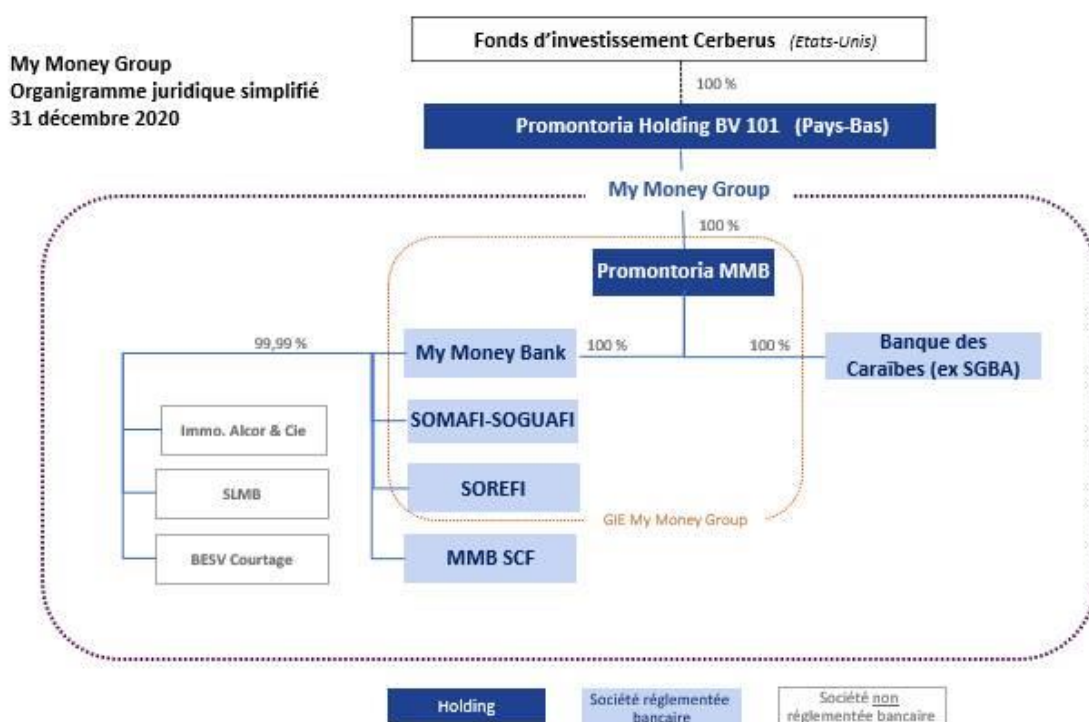 Fonds d'investissement Cerberus (Etats-Unis)
My Money Group
Organigramme juridique simplifié
31 décembre 2020
100 %
Promontoria Holding BV 101 (Pays-Bas)
My Money Group
100 %
Promontoria MMB
99,99 %
My Money Bank
100 %
100 %
Banque des
Caraïbes (ex SGBA)
Immo. Alcor & Cie
SOMAFI-SOGUAFI
SLMB
SOREFI
GIE My Money Group
BESV Courtage
MMB SCF
Holding
Société réglementée
bancaire
Société non
réglementée bancaire